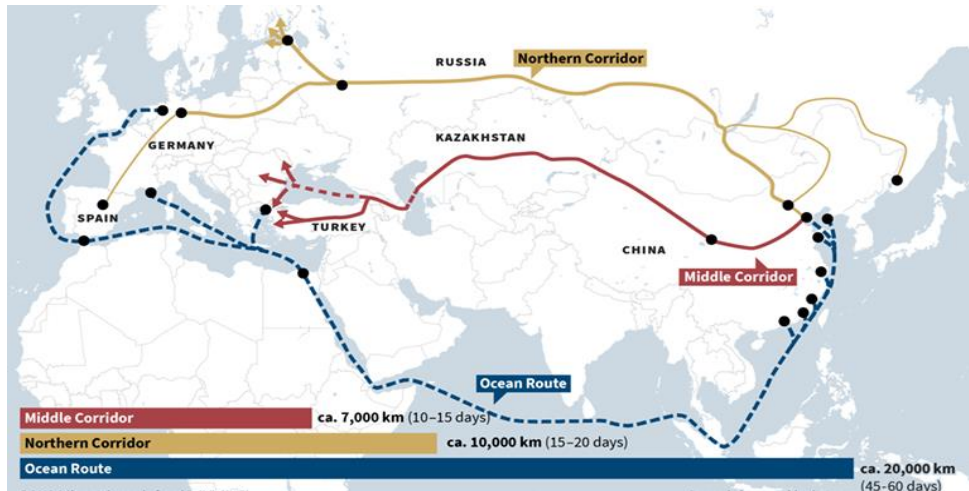 RUSSIA
Northern Corridor
KAZAKHSTAN
GERMANY
SPAIN
TURKEY
CHINA
Middle Corridor
Ocean Route
Middle Corridor ca. 7,000 km (10–15 days)
Northern Corridor ca. 10,000 km (15–20 days)
Ocean Route ca. 20,000 km
(45-60 days)